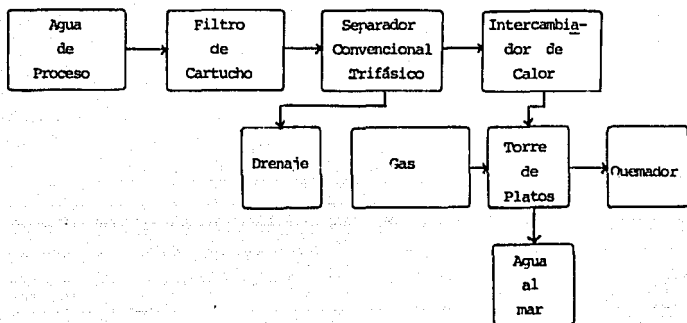 Agua
de
Proceso
Filtro
de
Cartucho
Separador
Convencional
Trifásico
Intercambia-
dor de
Calor
Drenaje
Gas
Torre
de
Platos
Quemador
Agua
al
mar